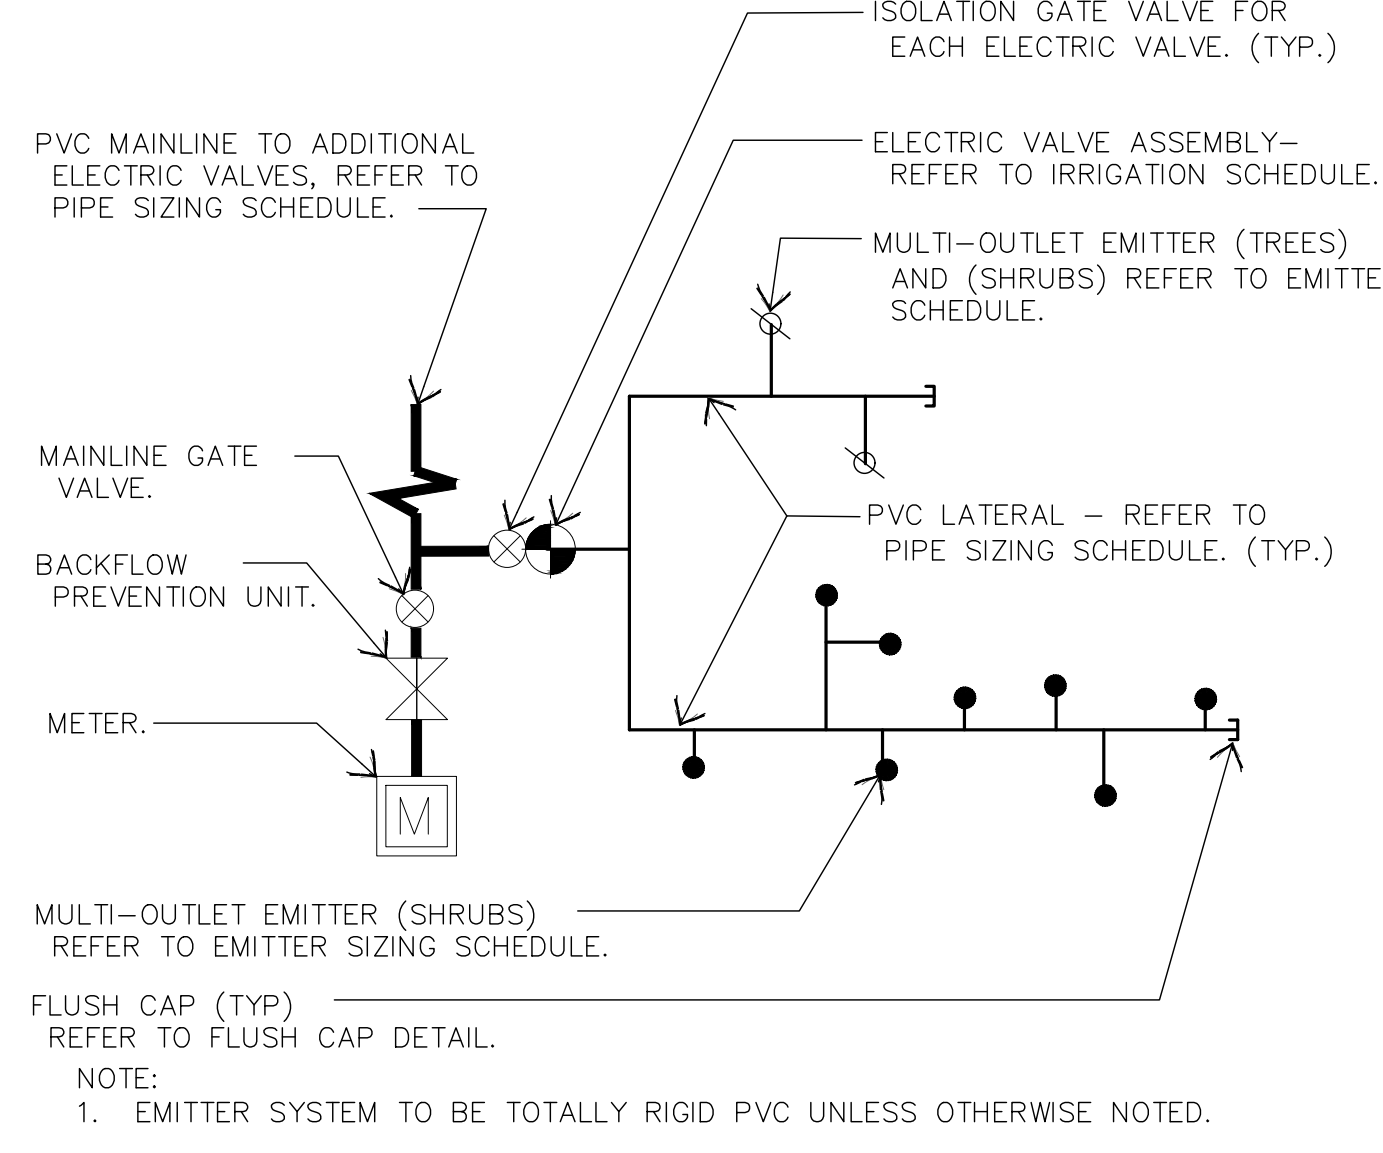 ISOLATION GATE VALVE FOR
EACH ELECTRIC VALVE. (TYP.)
PVC MAINLINE TO ADDITIONAL
ELECTRIC VALVES, REFER TO
PIPE SIZING SCHEDULE.
ELECTRIC VALVE ASSEMBLY–
REFER TO IRRIGATION SCHEDULE.
MULTI–OUTLET EMITTER (TREES)
AND (SHRUBS) REFER TO EMITTE
SCHEDULE.
MAINLINE GATE
VALVE.
PVC LATERAL – REFER TO
PIPE SIZING SCHEDULE. (TYP.)
BACKFLOW
PREVENTION UNIT.
METER.
M
MULTI–OUTLET EMITTER (SHRUBS)
REFER TO EMITTER SIZING SCHEDULE.
FLUSH CAP (TYP)
REFER TO FLUSH CAP DETAIL.
NOTE:
1. EMITTER SYSTEM TO BE TOTALLY RIGID PVC UNLESS OTHERWISE NOTED.